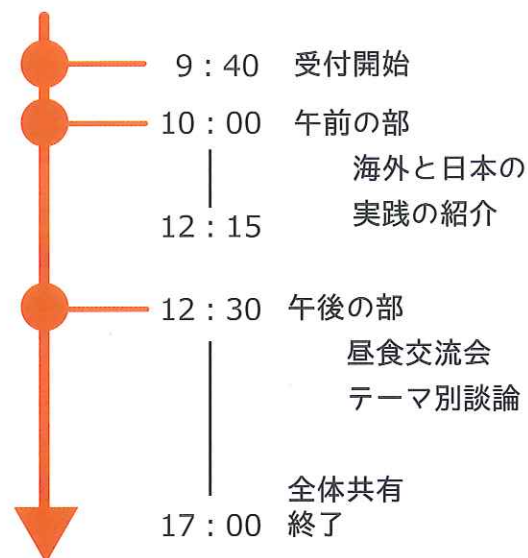 9：40 受付開始
10：00 午前の部
海外と日本の
実践の紹介
12：15
12：30 午後の部
昼食交流会
テーマ別談論
全体共有
17：00 終了